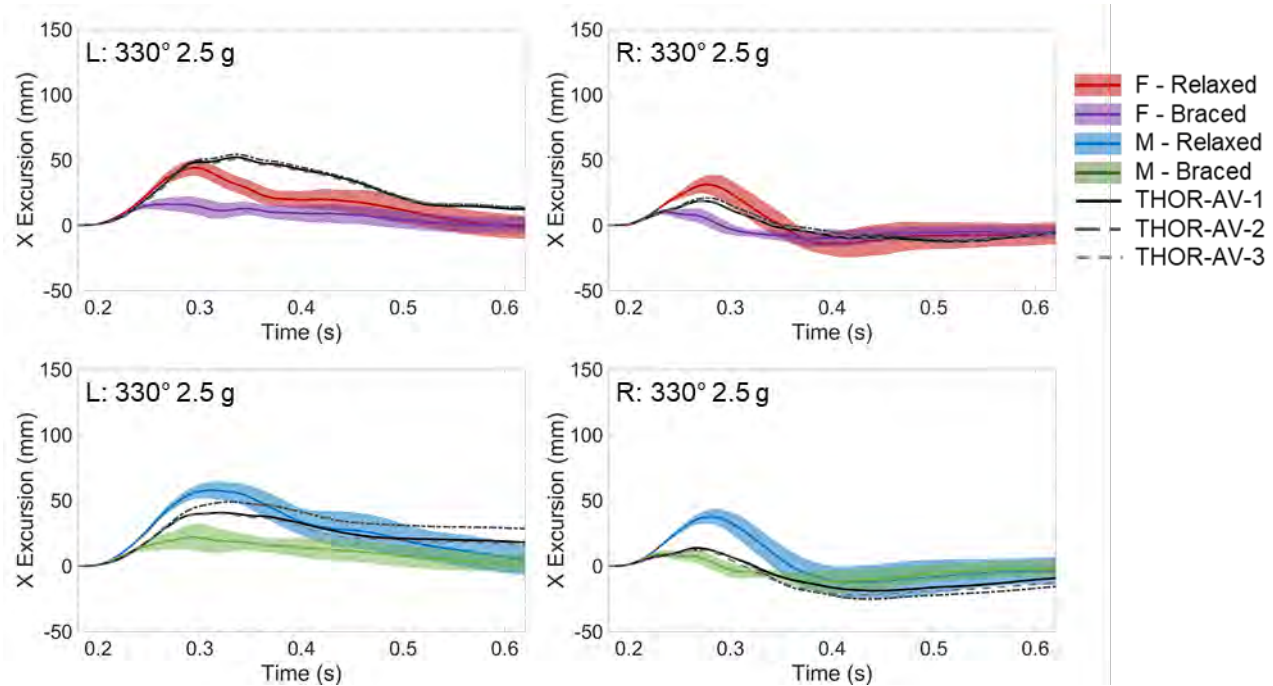 L: 330° 2.5 g
X Excursion (mm)
150
100
50
0
-50
0.2 0.3 0.4 0.5 0.6
Time (s)
R: 330° 2.5 g
X Excursion (mm)
150
100
50
0
-50
0.2 0.3 0.4 0.5 0.6
Time (s)
F - Relaxed
F - Braced
M - Relaxed
M - Braced
THOR-AV-1
THOR-AV-2
THOR-AV-3
L: 330° 2.5 g
X Excursion (mm)
150
100
50
0
-50
0.2 0.3 0.4 0.5 0.6
Time (s)
R: 330° 2.5 g
X Excursion (mm)
150
100
50
0
-50
0.2 0.3 0.4 0.5 0.6
Time (s)